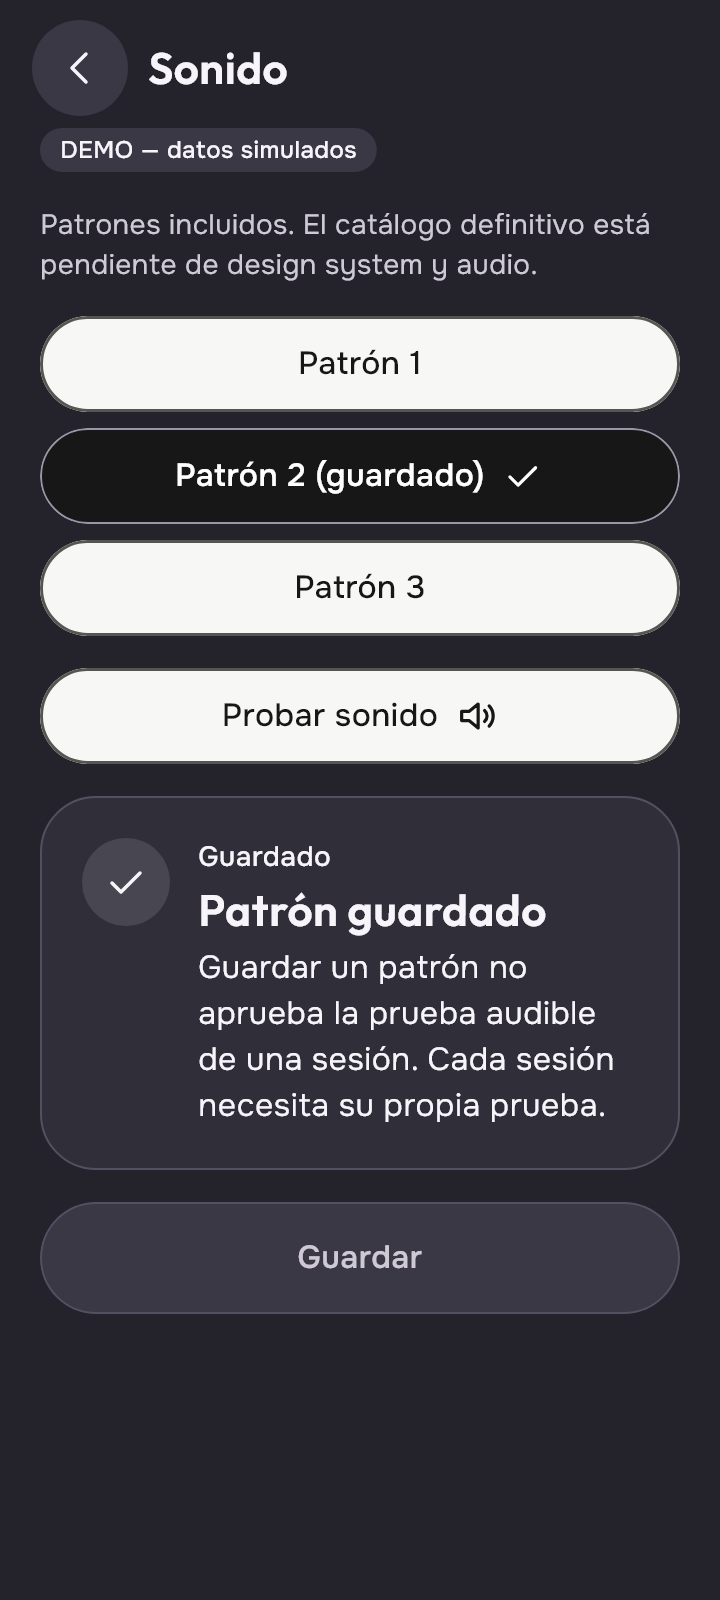 Sonido
DEMO — datos simulados
Patrones incluidos. El catálogo definitivo está
pendiente de design system y audio.
Patrón 1
Patrón 2 (guardado)
Patrón 3
Probar sonido
Guardado
Patrón guardado
Guardar un patrón no
aprueba la prueba audible
de una sesión. Cada sesión
necesita su propia prueba.
Guardar